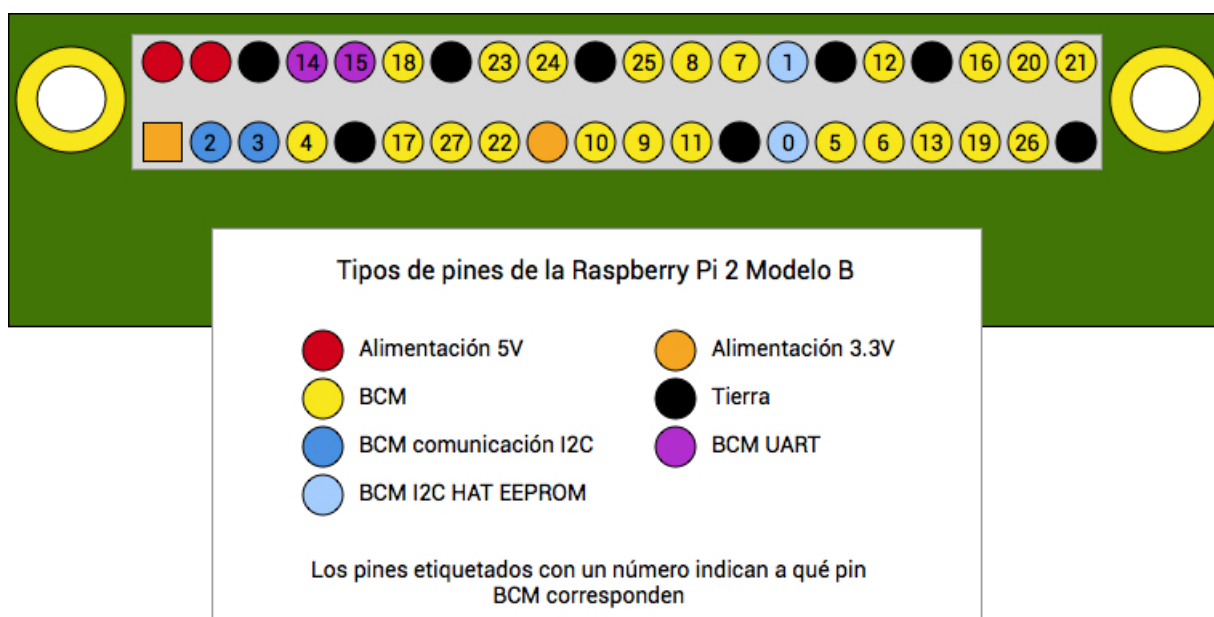 14 15 18 23 24 25 8 7 1 12 16 20 21
2 3 4 17 27 22 10 9 11 0 5 6 13 19 26
Tipos de pines de la Raspberry Pi 2 Modelo B
Alimentación 5V
Alimentación 3.3V
BCM
Tierra
BCM comunicación I2C
BCM UART
BCM I2C HAT EEPROM
Los pines etiquetados con un número indican a qué pin
BCM corresponden